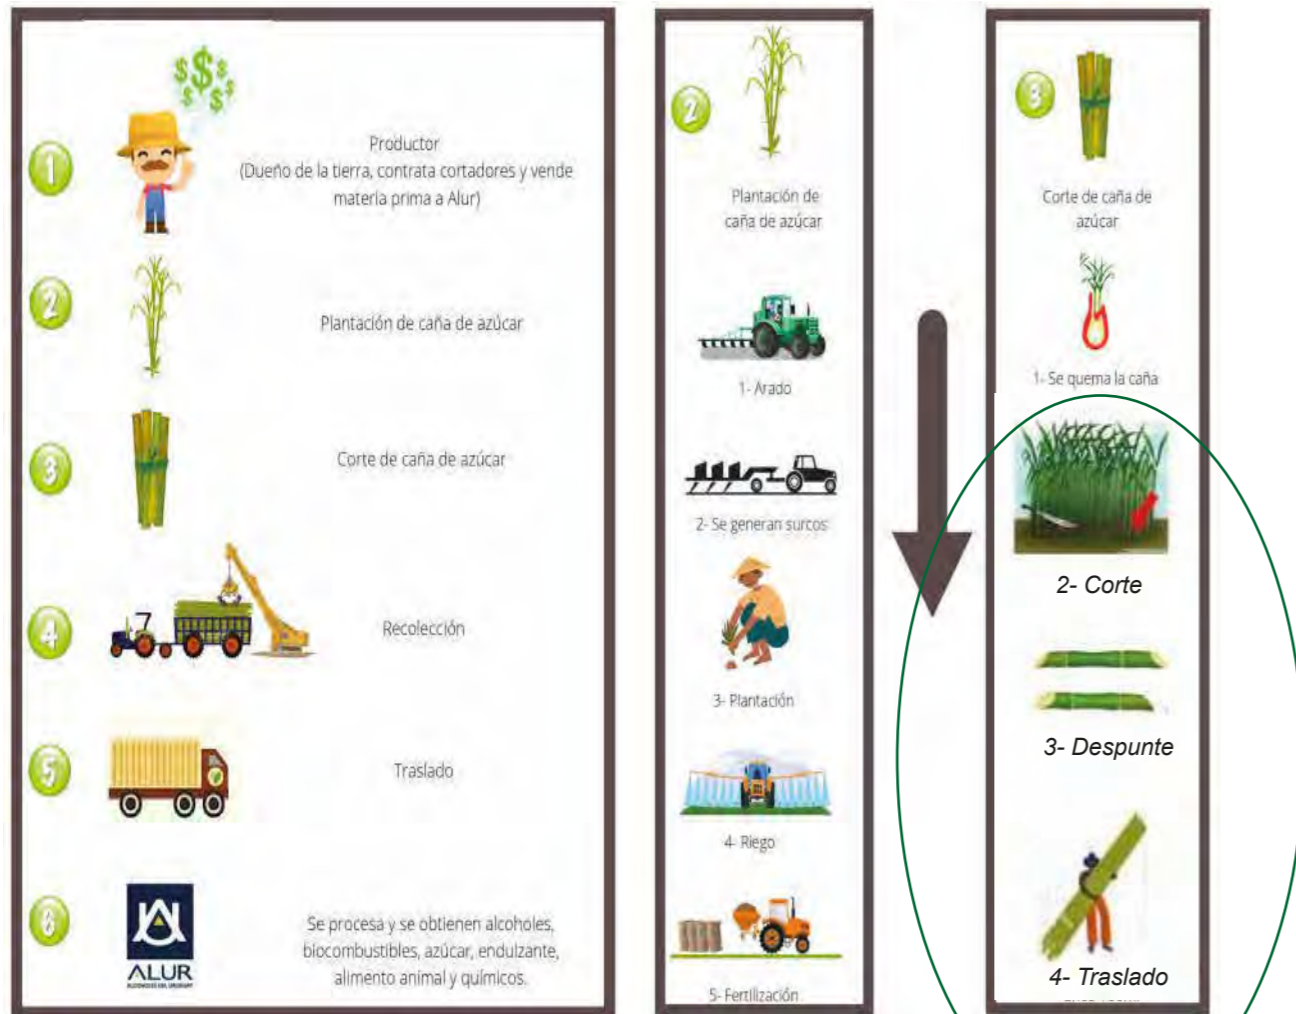 $$$$$$
1
Productor
(Dueño de la tierra, contrata cortadores y vende
materia prima a Alur)
2
Plantación de caña de azúcar
3
Corte de caña de azúcar
4
Recolección
5
Traslado
6
ALUR
ALCOHOLES DEL URUGUAY
Se procesa y se obtienen alcoholes,
biocombustibles, azúcar, endulzante,
alimento animal y químicos.
2
Plantación de
caña de azúcar
1- Arado
2- Se generan surcos
3- Plantación
4- Riego
5- Fertilización
3
Corte de caña de
azúcar
1- Se quema la caña
2- Corte
3- Despunte
4- Traslado